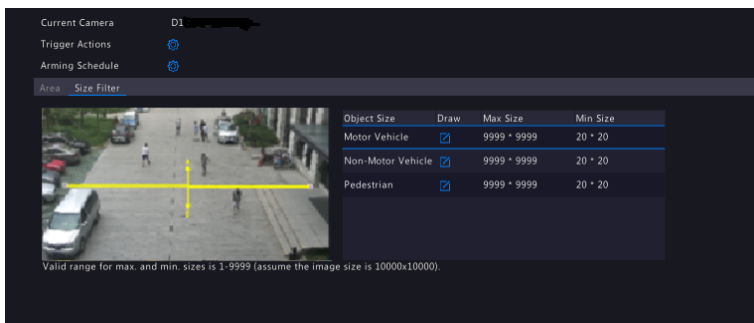 Current Camera D1
Trigger Actions
Arming Schedule
Area Size Filter
Object Size Draw Max Size Min Size
Motor Vehicle 9999 * 9999 20 * 20
Non-Motor Vehicle 9999 * 9999 20 * 20
Pedestrian 9999 * 9999 20 * 20
Valid range for max. and min. sizes is 1-9999 (assume the image size is 10000x10000).